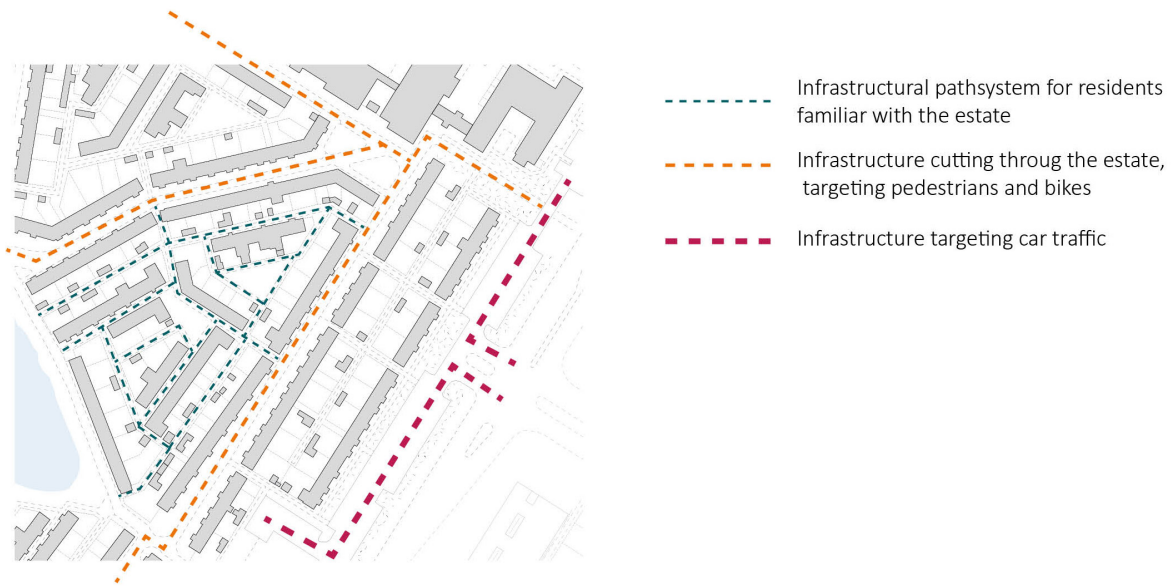 Infrastructural pathsystem for residents
familiar with the estate
Infrastructure cutting throug the estate,
targeting pedestrians and bikes
Infrastructure targeting car traffic